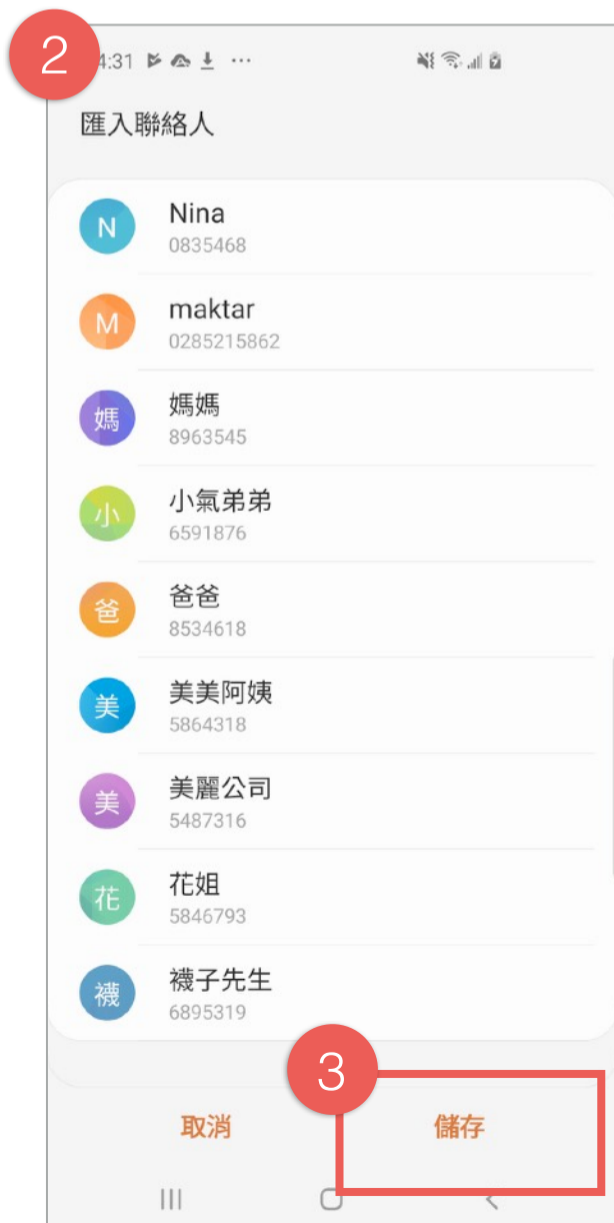 2
4:31
匯入聯絡人
N
Nina
0835468
M
maktar
0285215862
媽
媽媽
8963545
小
小氣弟弟
6591876
爸
爸爸
8534618
美
美美阿姨
5864318
美
美麗公司
5487316
花
花姐
5846793
襪
襪子先生
6895319
3
取消
儲存